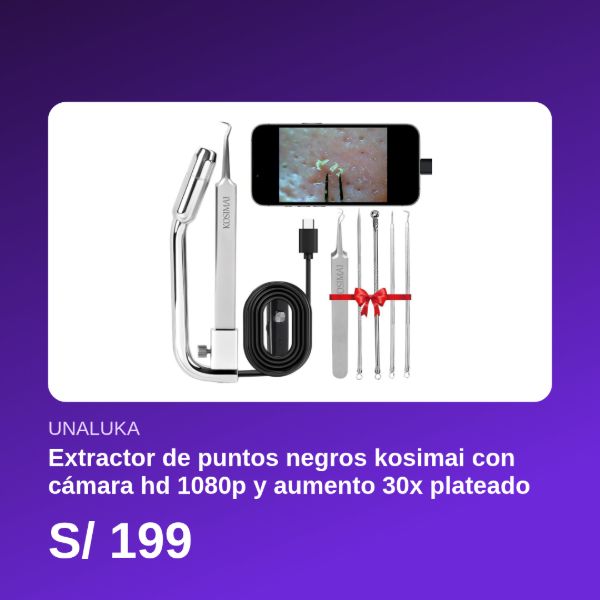 KOSIMAI
KOSIMAI
UNALUKA
Extractor de puntos negros kosimai con
cámara hd 1080p y aumento 30x plateado
S/ 199